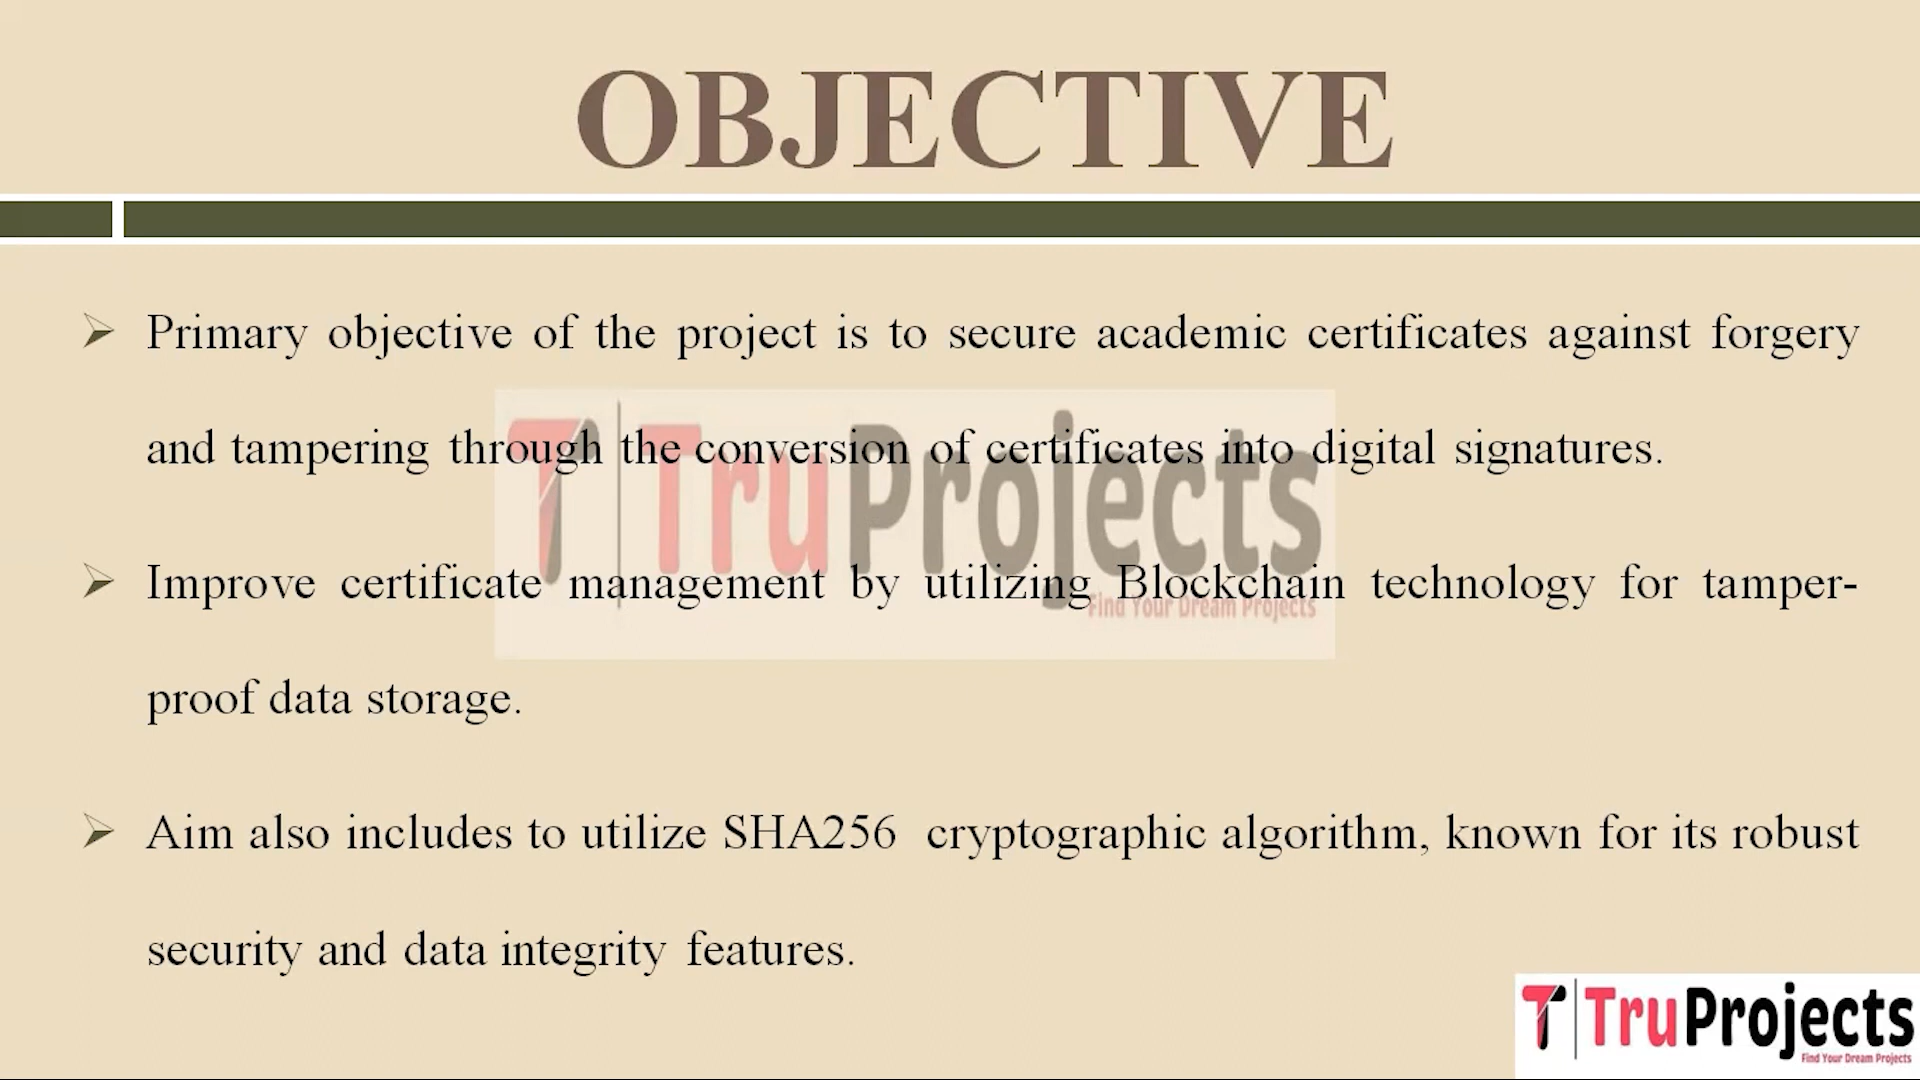 OBJECTIVE
Primary objective of the project is to secure academic certificates against forgery
and tampering through the conversion of certificates into digital signatures.
TruProjects
Find Your Dream Projects
Improve certificate management by utilizing Blockchain technology for tamper-
proof data storage.
Aim also includes to utilize SHA256 cryptographic algorithm, known for its robust
security and data integrity features.
TruProjects
Find Your Dream Projects